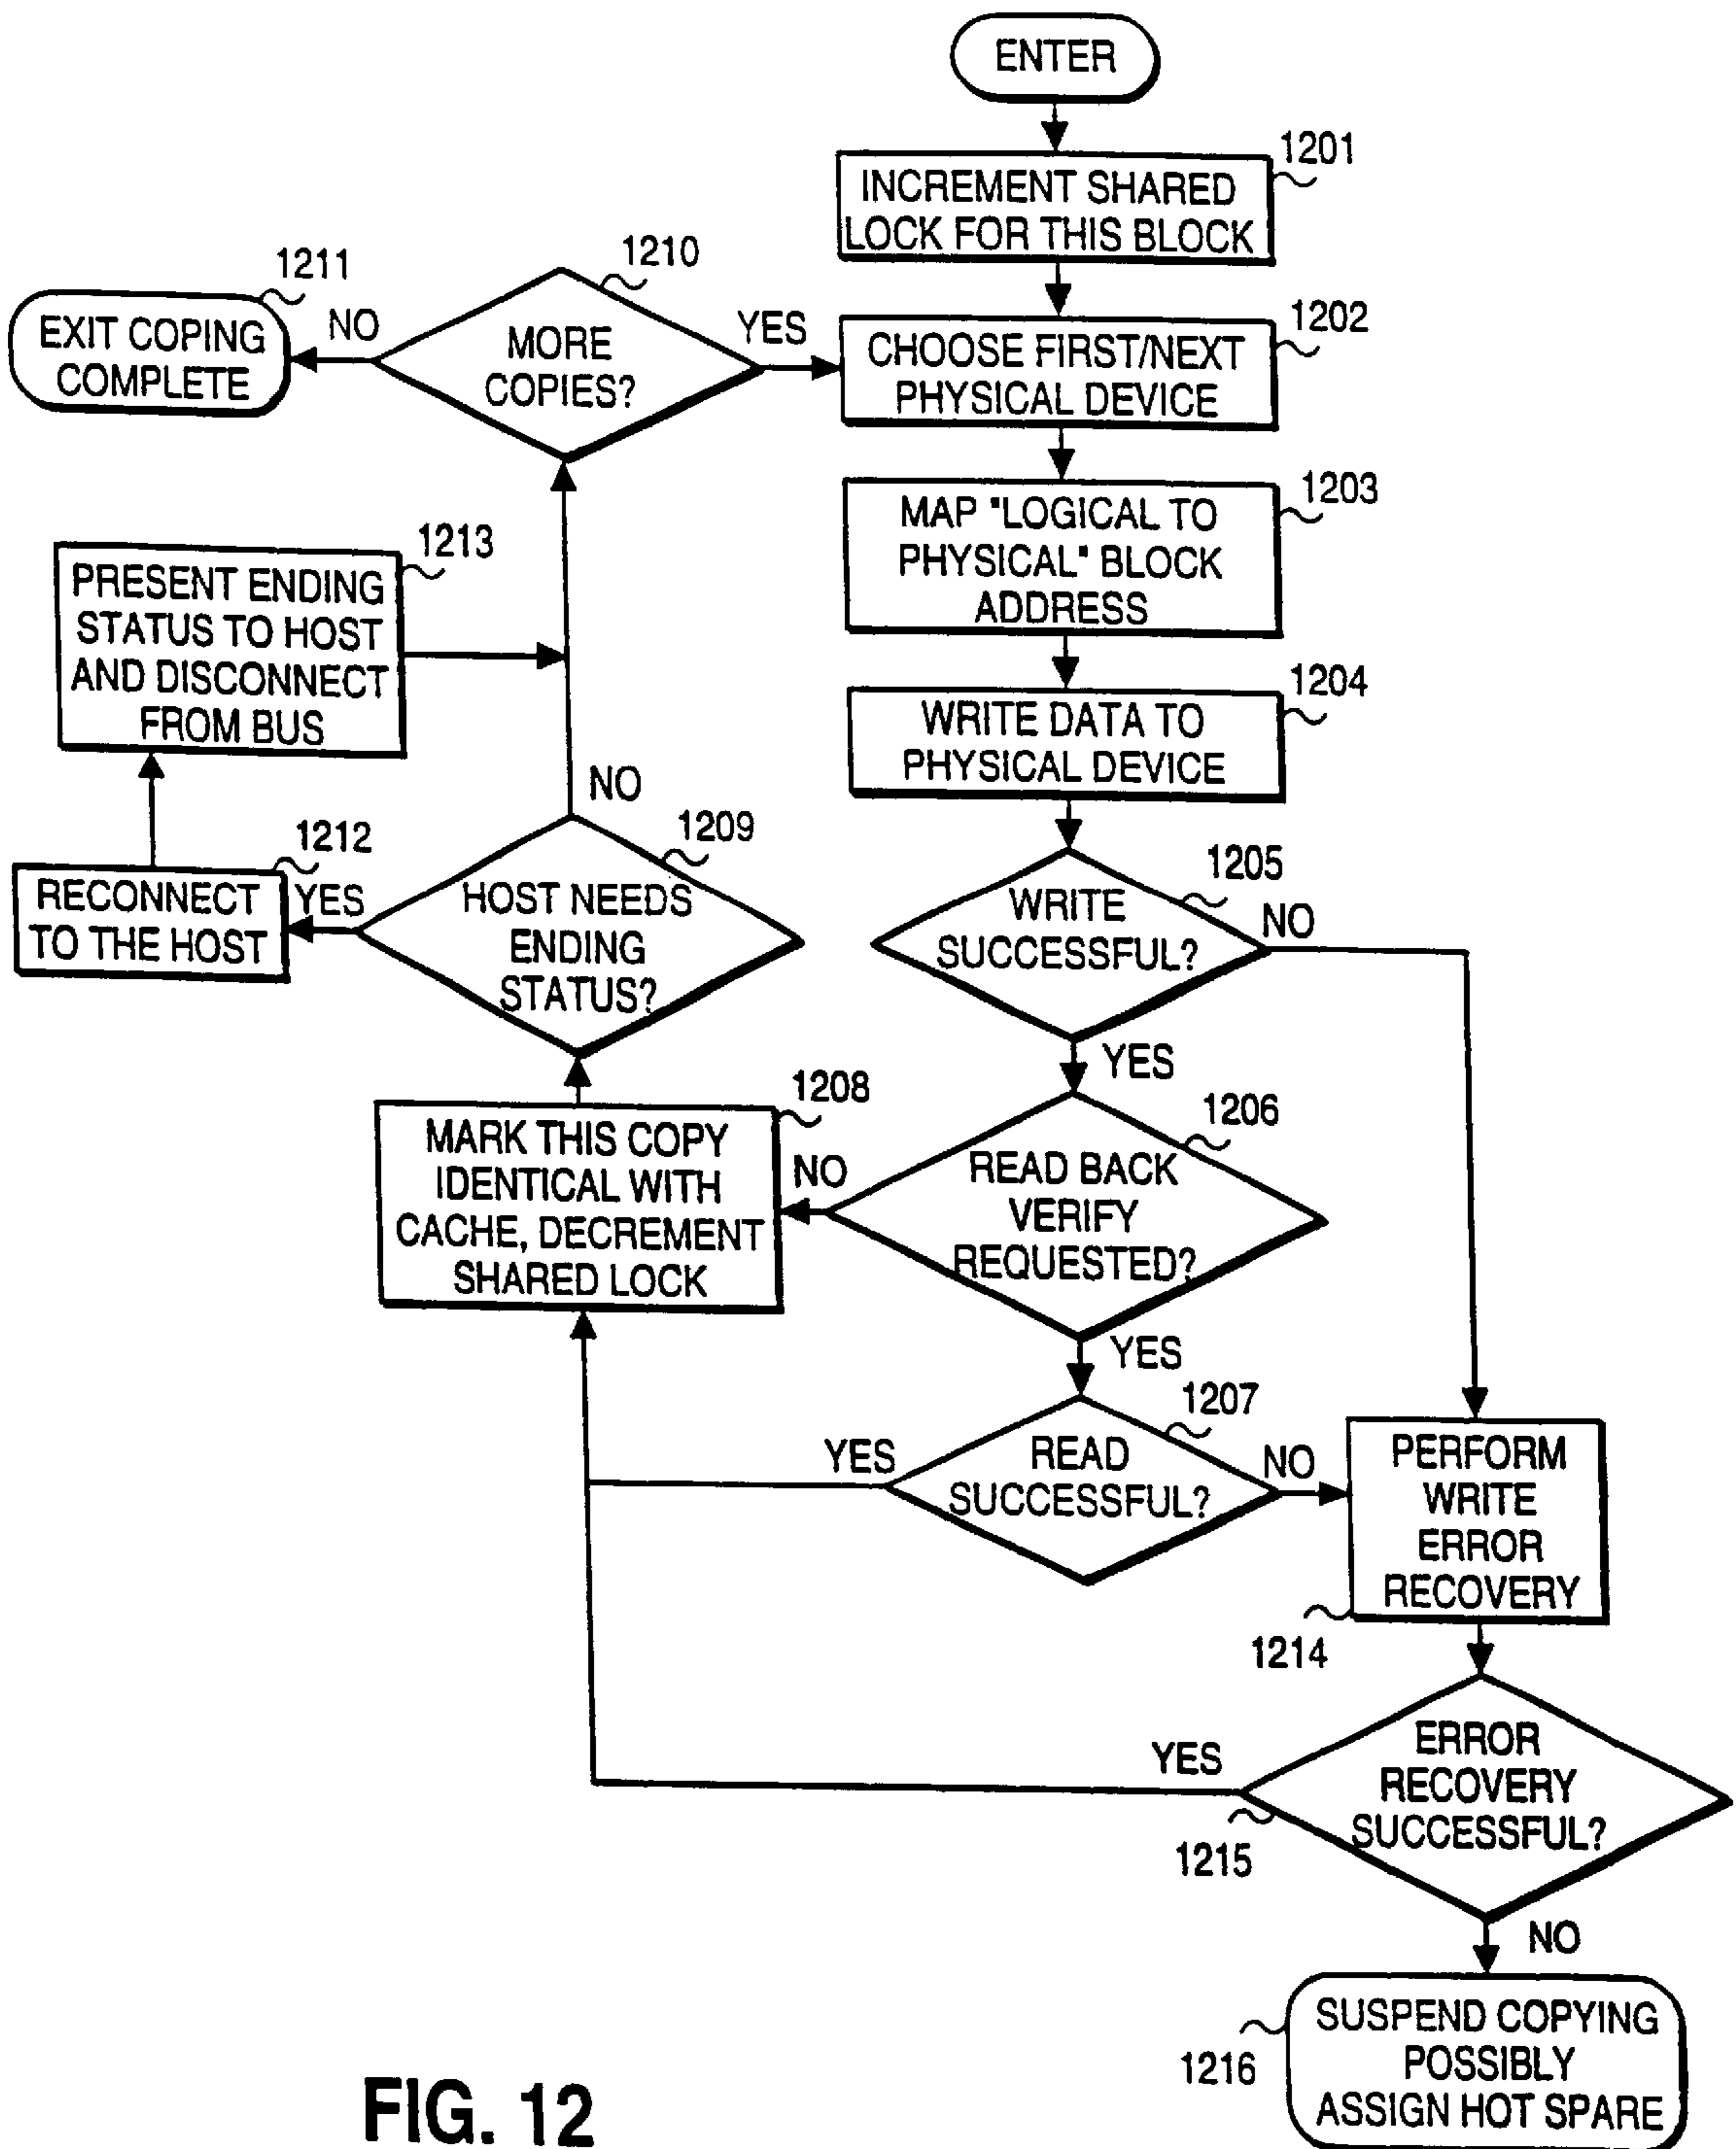 ENTER
1201
INCREMENT SHARED
LOCK FOR THIS BLOCK
1202
CHOOSE FIRST/NEXT
PHYSICAL DEVICE
1203
MAP "LOGICAL TO
PHYSICAL" BLOCK
ADDRESS
1204
WRITE DATA TO
PHYSICAL DEVICE
1205
WRITE
SUCCESSFUL?
NO
YES
1206
READ BACK
VERIFY
REQUESTED?
NO
YES
1207
READ
SUCCESSFUL?
YES
NO
1208
MARK THIS COPY
IDENTICAL WITH
CACHE, DECREMENT
SHARED LOCK
1209
HOST NEEDS
ENDING
STATUS?
YES
NO
1210
MORE
COPIES?
NO
YES
1211
EXIT COPING
COMPLETE
1212
RECONNECT
TO THE HOST
1213
PRESENT ENDING
STATUS TO HOST
AND DISCONNECT
FROM BUS
PERFORM
WRITE
ERROR
RECOVERY
1214
ERROR
RECOVERY
SUCCESSFUL?
1215
YES
NO
SUSPEND COPYING
POSSIBLY
ASSIGN HOT SPARE
1216
FIG. 12